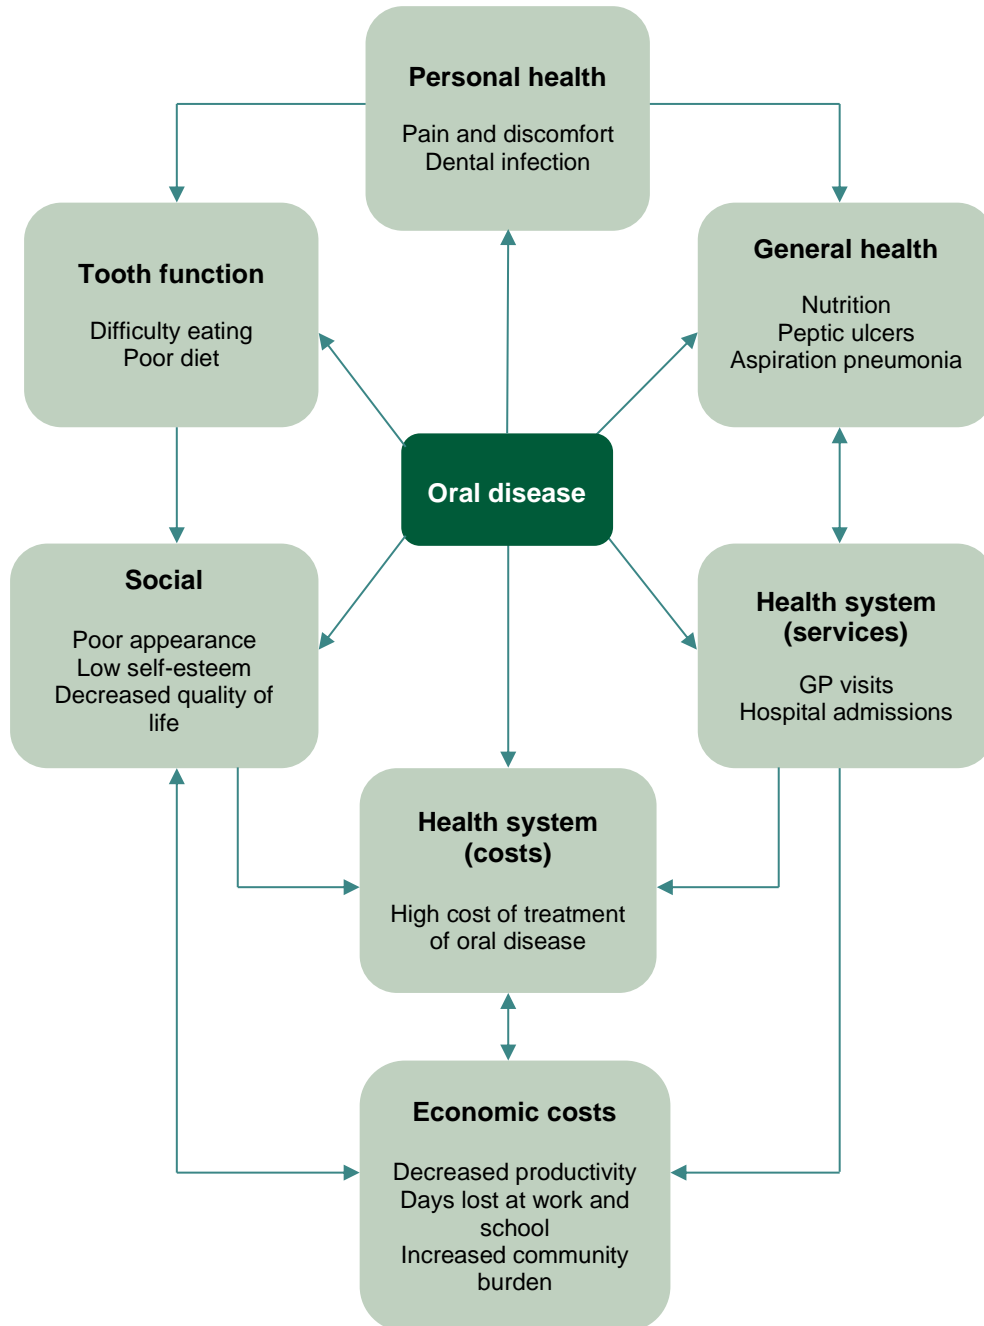 Personal health
Pain and discomfort
Dental infection
Tooth function
Difficulty eating
Poor diet
General health
Nutrition
Peptic ulcers
Aspiration pneumonia
Oral disease
Social
Poor appearance
Low self-esteem
Decreased quality of
life
Health system
(services)
GP visits
Hospital admissions
Health system
(costs)
High cost of treatment
of oral disease
Economic costs
Decreased productivity
Days lost at work and
school
Increased community
burden